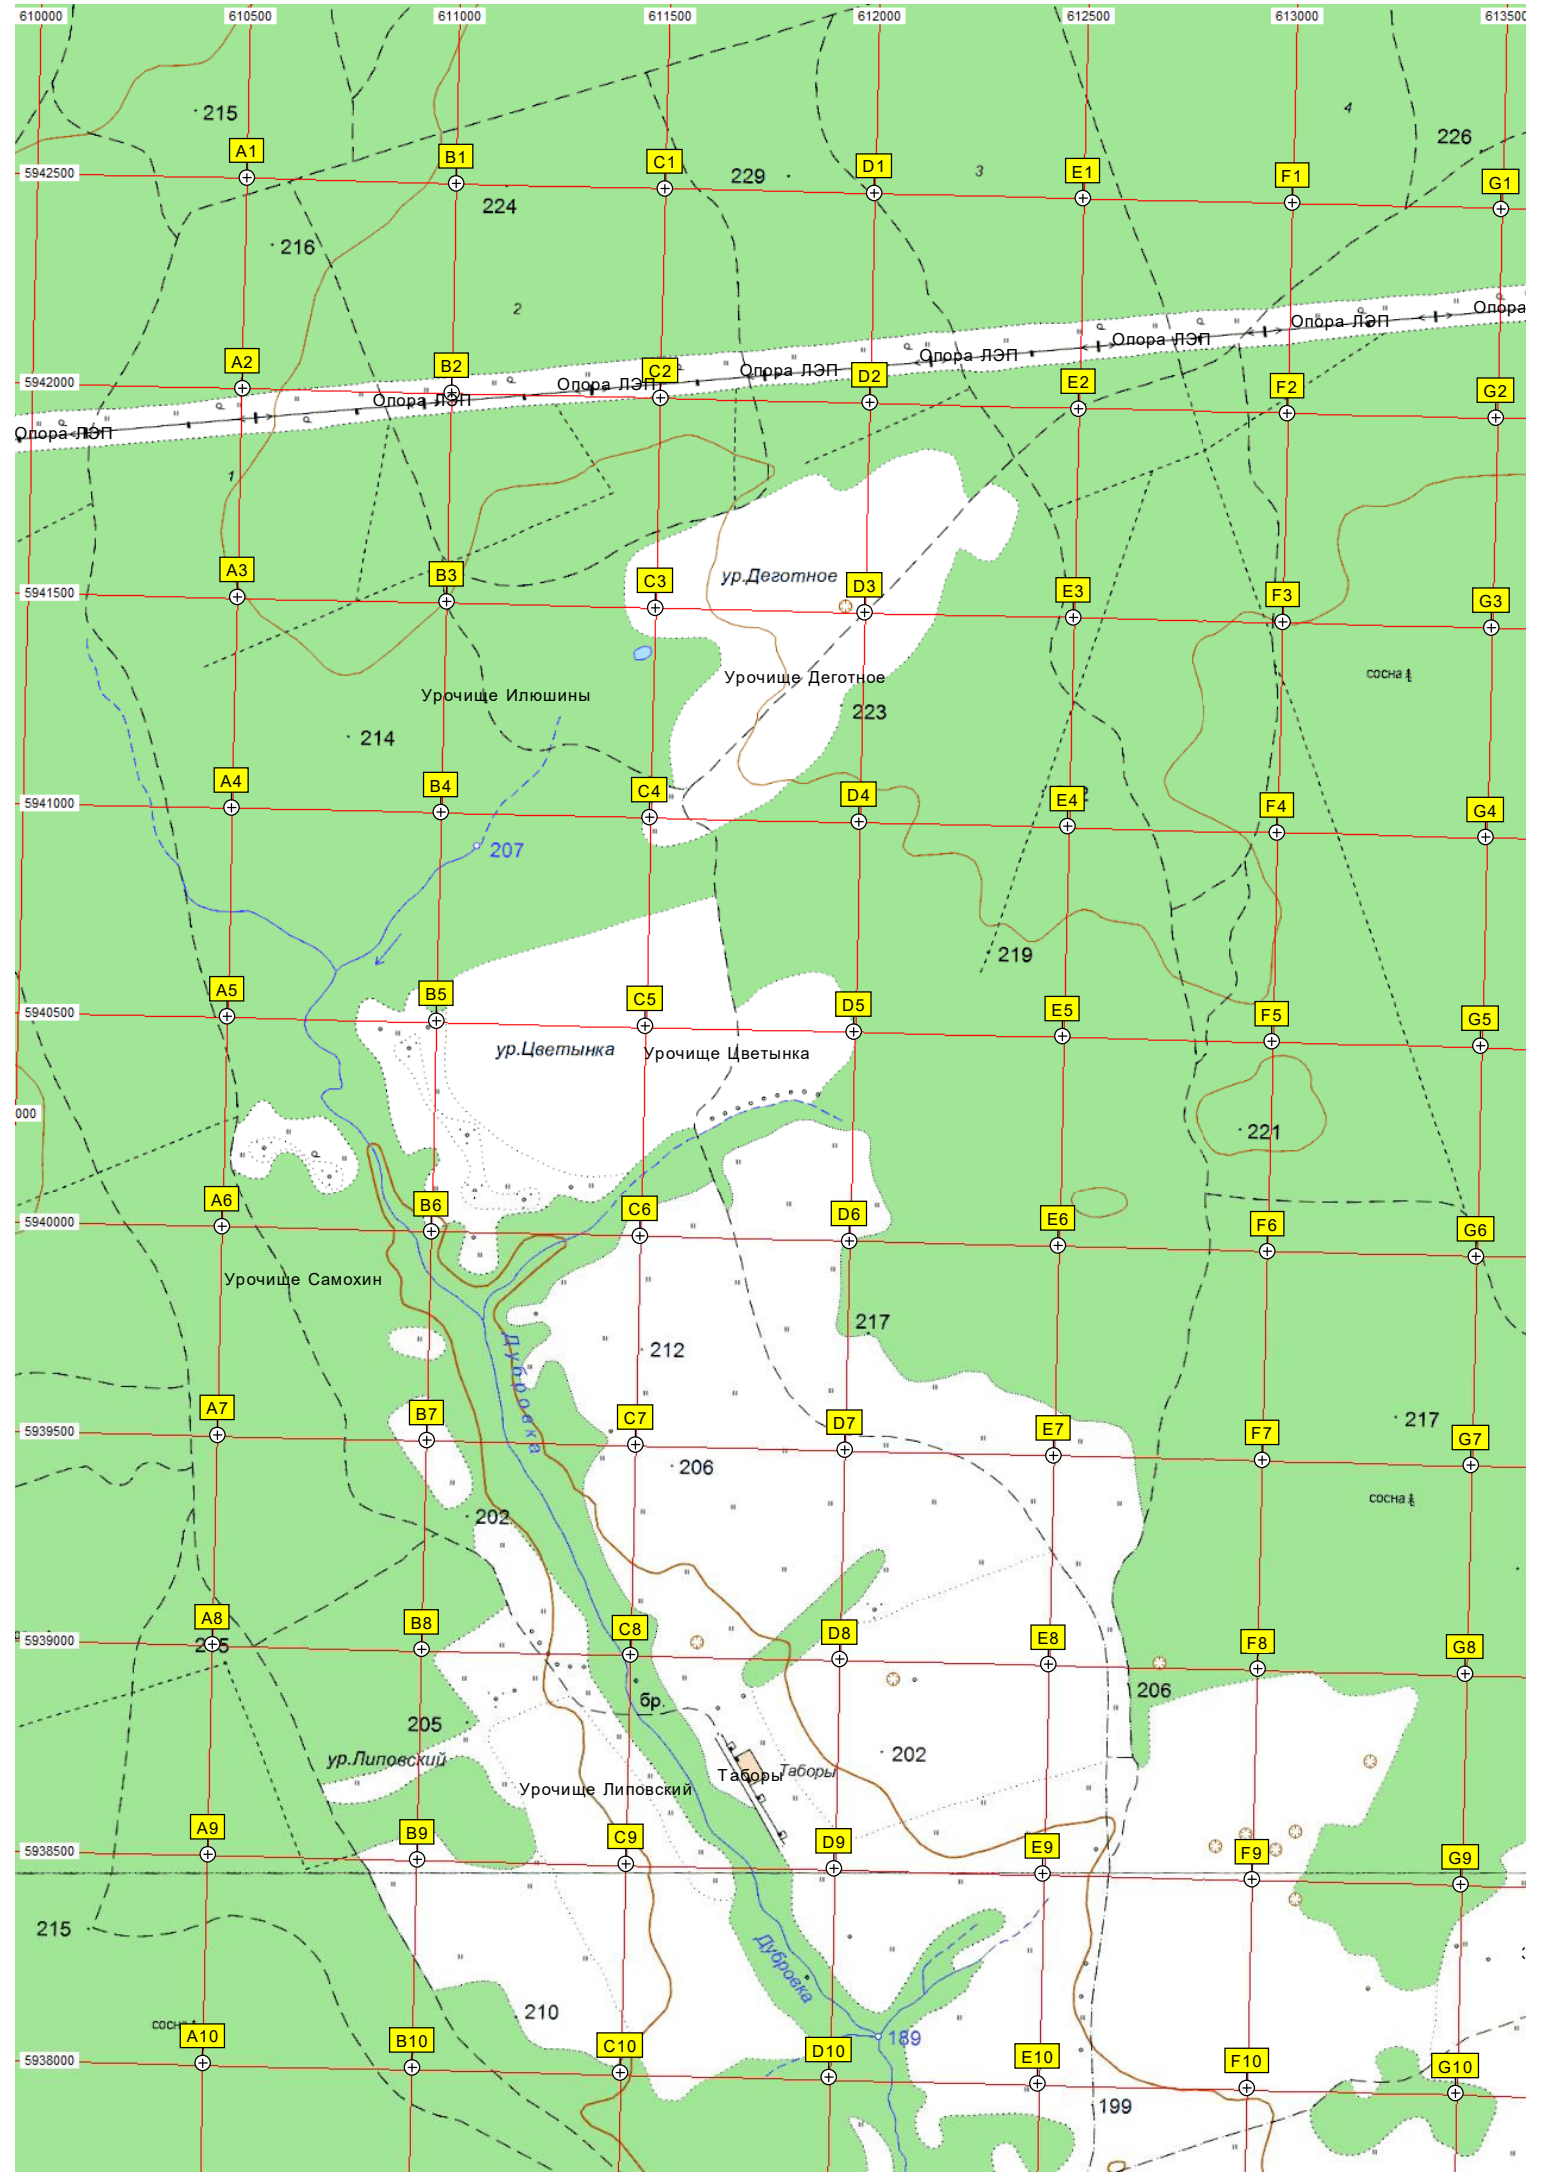 610000 610500 611000 611500 612000 612500 613000 613500
215
4
226
A1 B1 C1 D1 E1 F1 G1
5942500
229
3
224
216
2
Опора ЛЭП
Опора ЛЭП
Опора ЛЭП
Опора ЛЭП
Опора ЛЭП
Опора ЛЭП
Опора ЛЭП
Опора
A2 B2 C2 D2 E2 F2 G2
5942000
1
A3 B3 C3 D3 E3 F3 G3
5941500
ур.Деготное
Урочище Деготное
сосна
Урочище Илюшины
223
214
A4 B4 C4 D4 E4 F4 G4
5941000
207
219
A5 B5 C5 D5 E5 F5 G5
5940500
ур.Цветынка
Урочище Цветынка
000
221
A6 B6 C6 D6 E6 F6 G6
5940000
Урочище Самохин
217
212
Дубровка
A7 B7 C7 D7 E7 F7 G7
5939500
217
206
сосна
202
A8 B8 C8 D8 E8 F8 G8
5939000
206
бр.
205
202
ур.Липовский
Таборы
Таборы
Урочище Липовский
A9 B9 C9 D9 E9 F9 G9
5938500
215
Дубровка
210
189
A10 B10 C10 D10 E10 F10 G10
5938000
199